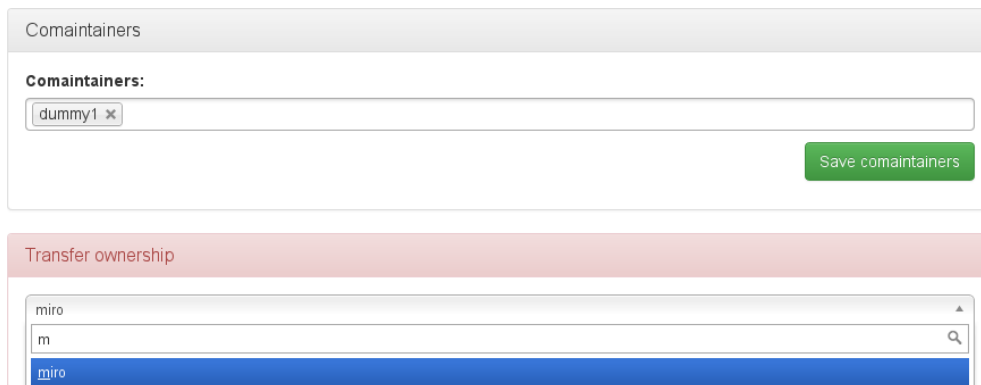 Comaintainers
Comaintainers:
dummy1
Save comaintainers
Transfer ownership
miro
m
miro